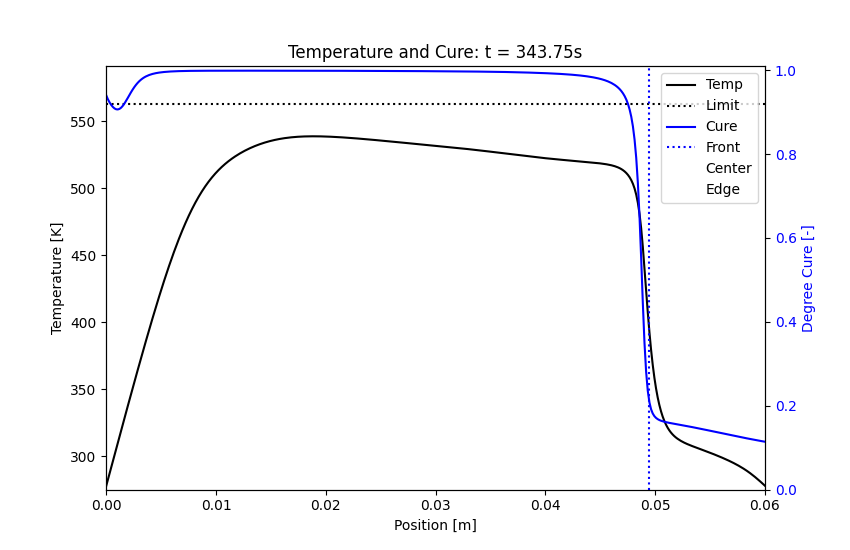 Temperature and Cure: t = 343.75s
Temp
Limit
Cure
Front
Center
Edge
Temperature [K]
550
500
450
400
350
300
Degree Cure [-]
1.0
0.8
0.6
0.4
0.2
0.0
0.00 0.01 0.02 0.03 0.04 0.05 0.06
Position [m]